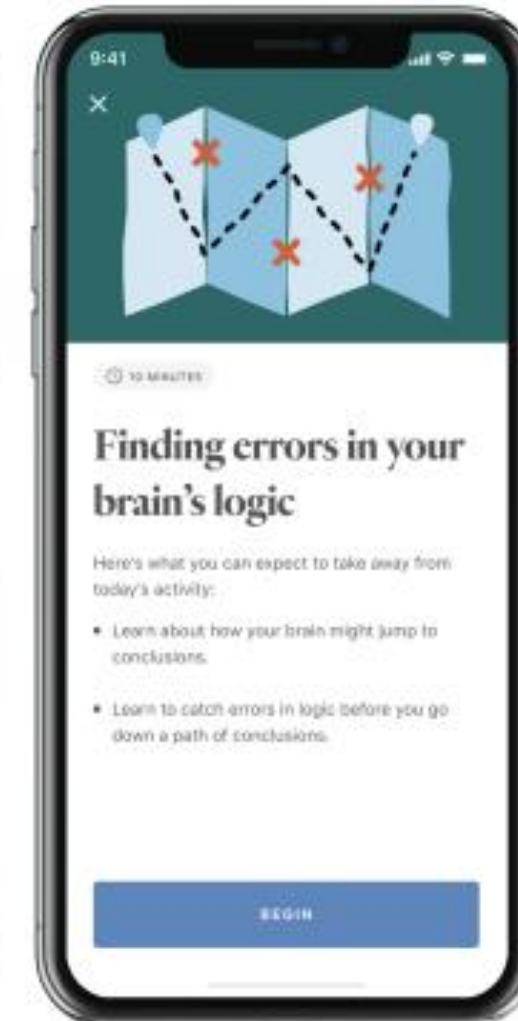 9:41
10 MINUTES
Finding errors in your
brain's logic
Here's what you can expect to take away from
today's activity:
• Learn about how your brain might jump to
conclusions.
• Learn to catch errors in logic before you go
down a path of conclusions.
BEGIN